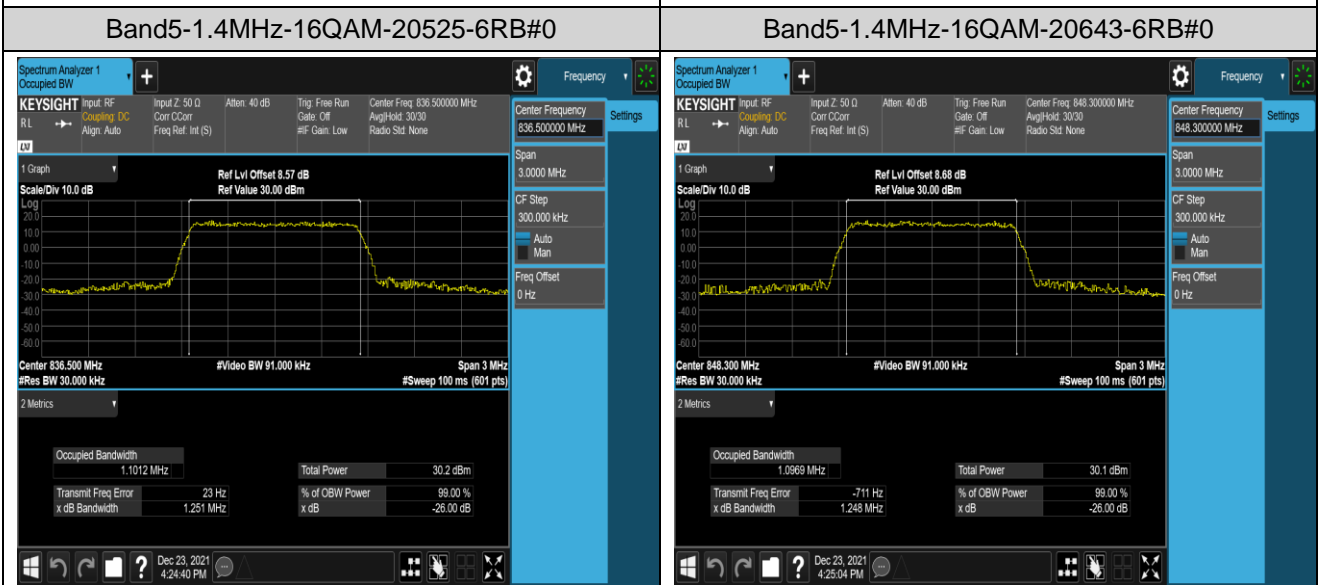 Band5-1.4MHz-16QAM-20525-6RB#0
Spectrum Analyzer 1
Occupied BW
KEYSIGHT
RL
LXI
Input: RF
Coupling: DC
Align: Auto
Input Z: 50 Ω
Corr CCorr
Freq Ref: Int (S)
Atten: 40 dB
Trig: Free Run
Gate: Off
#IF Gain: Low
Center Freq: 836.500000 MHz
Avg|Hold: 30/30
Radio Std: None
1 Graph
Scale/Div 10.0 dB
Ref Lvl Offset 8.57 dB
Ref Value 30.00 dBm
Log
20.0
10.0
0.00
-10.0
-20.0
-30.0
-40.0
-50.0
-60.0
Center 836.500 MHz
#Video BW 91.000 kHz
Span 3 MHz
#Res BW 30.000 kHz
#Sweep 100 ms (601 pts)
2 Metrics
Occupied Bandwidth
1.1012 MHz
Total Power 30.2 dBm
Transmit Freq Error 23 Hz
% of OBW Power 99.00 %
x dB Bandwidth 1.251 MHz
x dB -26.00 dB
?
Dec 23, 2021
4:24:40 PM
Frequency
Settings
Center Frequency
836.500000 MHz
Span
3.0000 MHz
CF Step
300.000 kHz
Auto
Man
Freq Offset
0 Hz
Band5-1.4MHz-16QAM-20643-6RB#0
Spectrum Analyzer 1
Occupied BW
KEYSIGHT
RL
LXI
Input: RF
Coupling: DC
Align: Auto
Input Z: 50 Ω
Corr CCorr
Freq Ref: Int (S)
Atten: 40 dB
Trig: Free Run
Gate: Off
#IF Gain: Low
Center Freq: 848.300000 MHz
Avg|Hold: 30/30
Radio Std: None
1 Graph
Scale/Div 10.0 dB
Ref Lvl Offset 8.68 dB
Ref Value 30.00 dBm
Log
20.0
10.0
0.00
-10.0
-20.0
-30.0
-40.0
-50.0
-60.0
Center 848.300 MHz
#Video BW 91.000 kHz
Span 3 MHz
#Res BW 30.000 kHz
#Sweep 100 ms (601 pts)
2 Metrics
Occupied Bandwidth
1.0969 MHz
Total Power 30.1 dBm
Transmit Freq Error -711 Hz
% of OBW Power 99.00 %
x dB Bandwidth 1.248 MHz
x dB -26.00 dB
?
Dec 23, 2021
4:25:04 PM
Frequency
Settings
Center Frequency
848.300000 MHz
Span
3.0000 MHz
CF Step
300.000 kHz
Auto
Man
Freq Offset
0 Hz